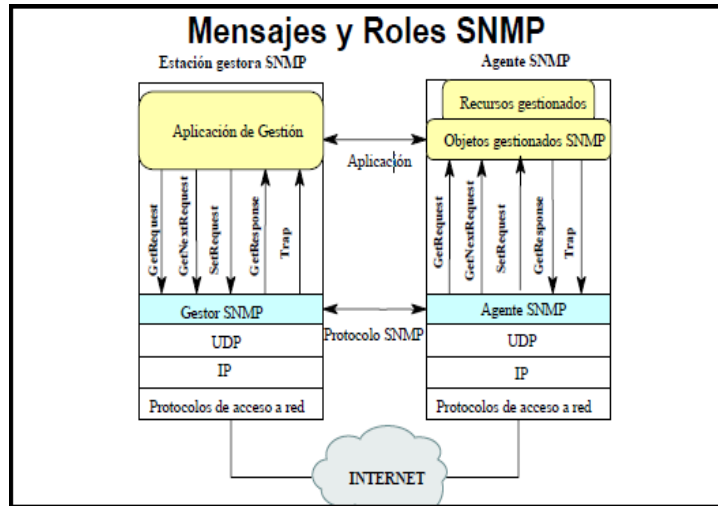 Mensajes y Roles SNMP
Estación gestora SNMP
Agente SNMP
Recursos gestionados
Aplicación de Gestión
Objetos gestionados SNMP
Aplicación
GetRequest
GetNextRequest
SetRequest
GetResponse
Trap
GetRequest
GetNextRequest
SetRequest
GetResponse
Trap
Gestor SNMP
Agente SNMP
Protocolo SNMP
UDP
UDP
IP
IP
Protocolos de acceso a red
Protocolos de acceso a red
INTERNET